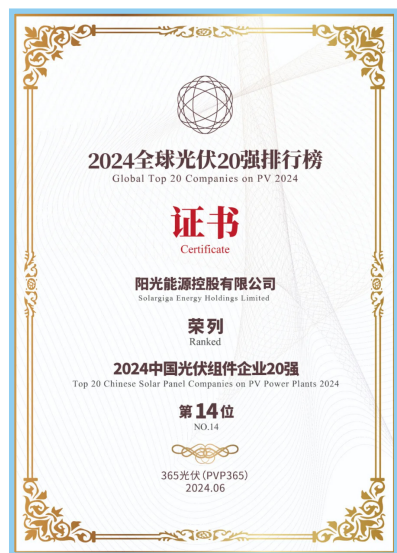 2024全球光伏20强排行榜
Global Top 20 Companies on PV 2024
证书
Certificate
阳光能源控股有限公司
Solargiga Energy Holdings Limited
荣列
Ranked
2024中国光伏组件企业20强
Top 20 Chinese Solar Panel Companies on PV Power Plants 2024
第14位
NO.14
365光伏(PVP365)
2024.06